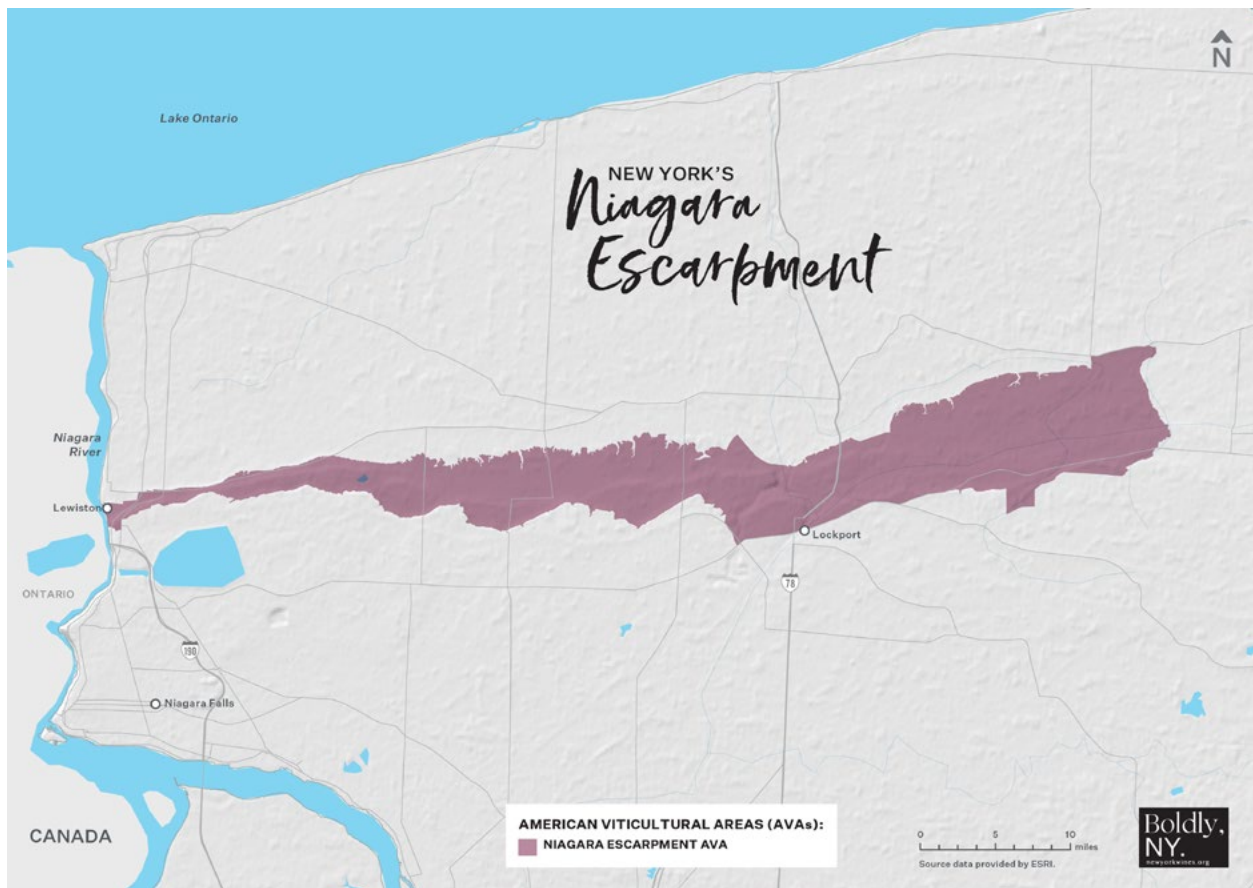 N
Lake Ontario
NEW YORK'S
Niagara
Escarpment
Niagara
River
Lewiston
Lockport
ONTARIO
78
190
Niagara Falls
CANADA
AMERICAN VITICULTURAL AREAS (AVAs):
NIAGARA ESCARPMENT AVA
0 5 10
miles
Source data provided by ESRI.
Boldly,
NY.
newyorkwines.org